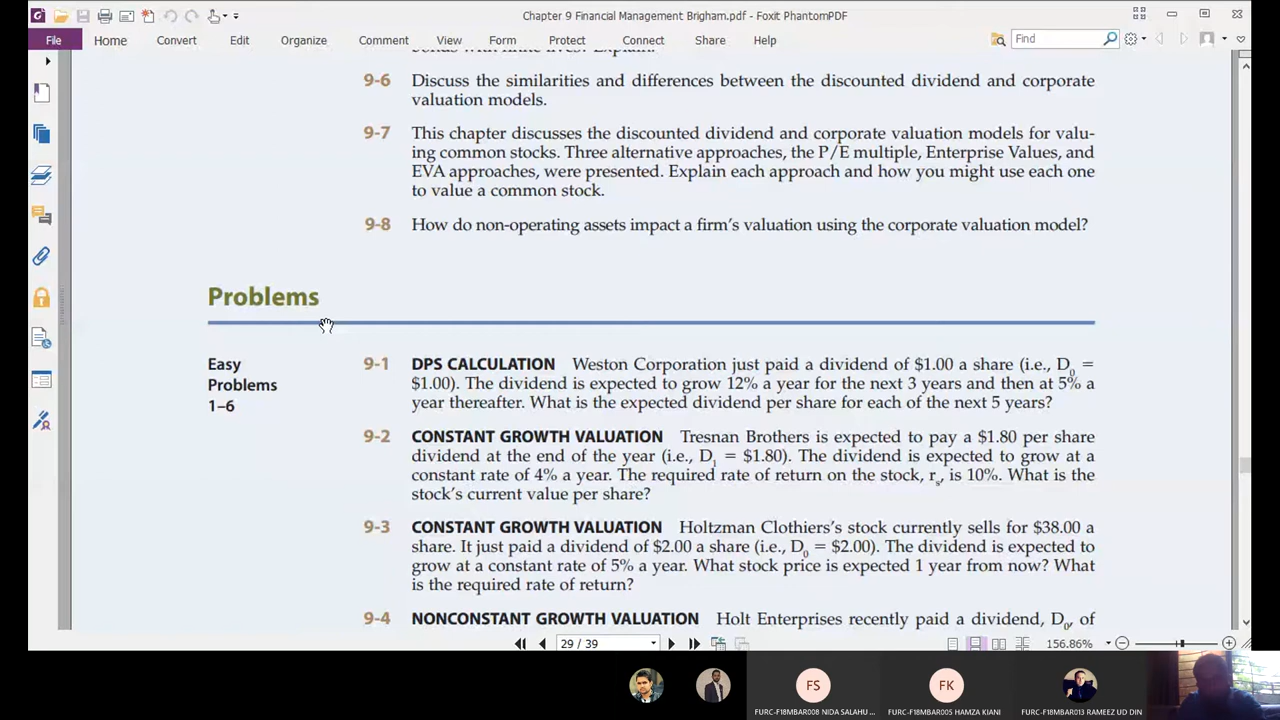 Chapter 9 Financial Management Brigham.pdf - Foxit PhantomPDF
File Home Convert Edit Organize Comment View Form Protect Connect Share Help Find
9-6 Discuss the similarities and differences between the discounted dividend and corporate
valuation models.
9-7 This chapter discusses the discounted dividend and corporate valuation models for valu-
ing common stocks. Three alternative approaches, the P/E multiple, Enterprise Values, and
EVA approaches, were presented. Explain each approach and how you might use each one
to value a common stock.
9-8 How do non-operating assets impact a firm's valuation using the corporate valuation model?
Problems
Easy
Problems
1–6
9-1 DPS CALCULATION Weston Corporation just paid a dividend of $1.00 a share (i.e., D0 =
$1.00). The dividend is expected to grow 12% a year for the next 3 years and then at 5% a
year thereafter. What is the expected dividend per share for each of the next 5 years?
9-2 CONSTANT GROWTH VALUATION Tresnan Brothers is expected to pay a $1.80 per share
dividend at the end of the year (i.e., D1 = $1.80). The dividend is expected to grow at a
constant rate of 4% a year. The required rate of return on the stock, rs, is 10%. What is the
stock's current value per share?
9-3 CONSTANT GROWTH VALUATION Holtzman Clothiers's stock currently sells for $38.00 a
share. It just paid a dividend of $2.00 a share (i.e., D0 = $2.00). The dividend is expected to
grow at a constant rate of 5% a year. What stock price is expected 1 year from now? What
is the required rate of return?
9-4 NONCONSTANT GROWTH VALUATION Holt Enterprises recently paid a dividend, D0, of
29 / 39
156.86%
FS
FK
FURC-F18MBAR008 NIDA SALAHU ...
FURC-F18MBAR005 HAMZA KIANI
FURC-F18MBAR013 RAMEEZ UD DIN